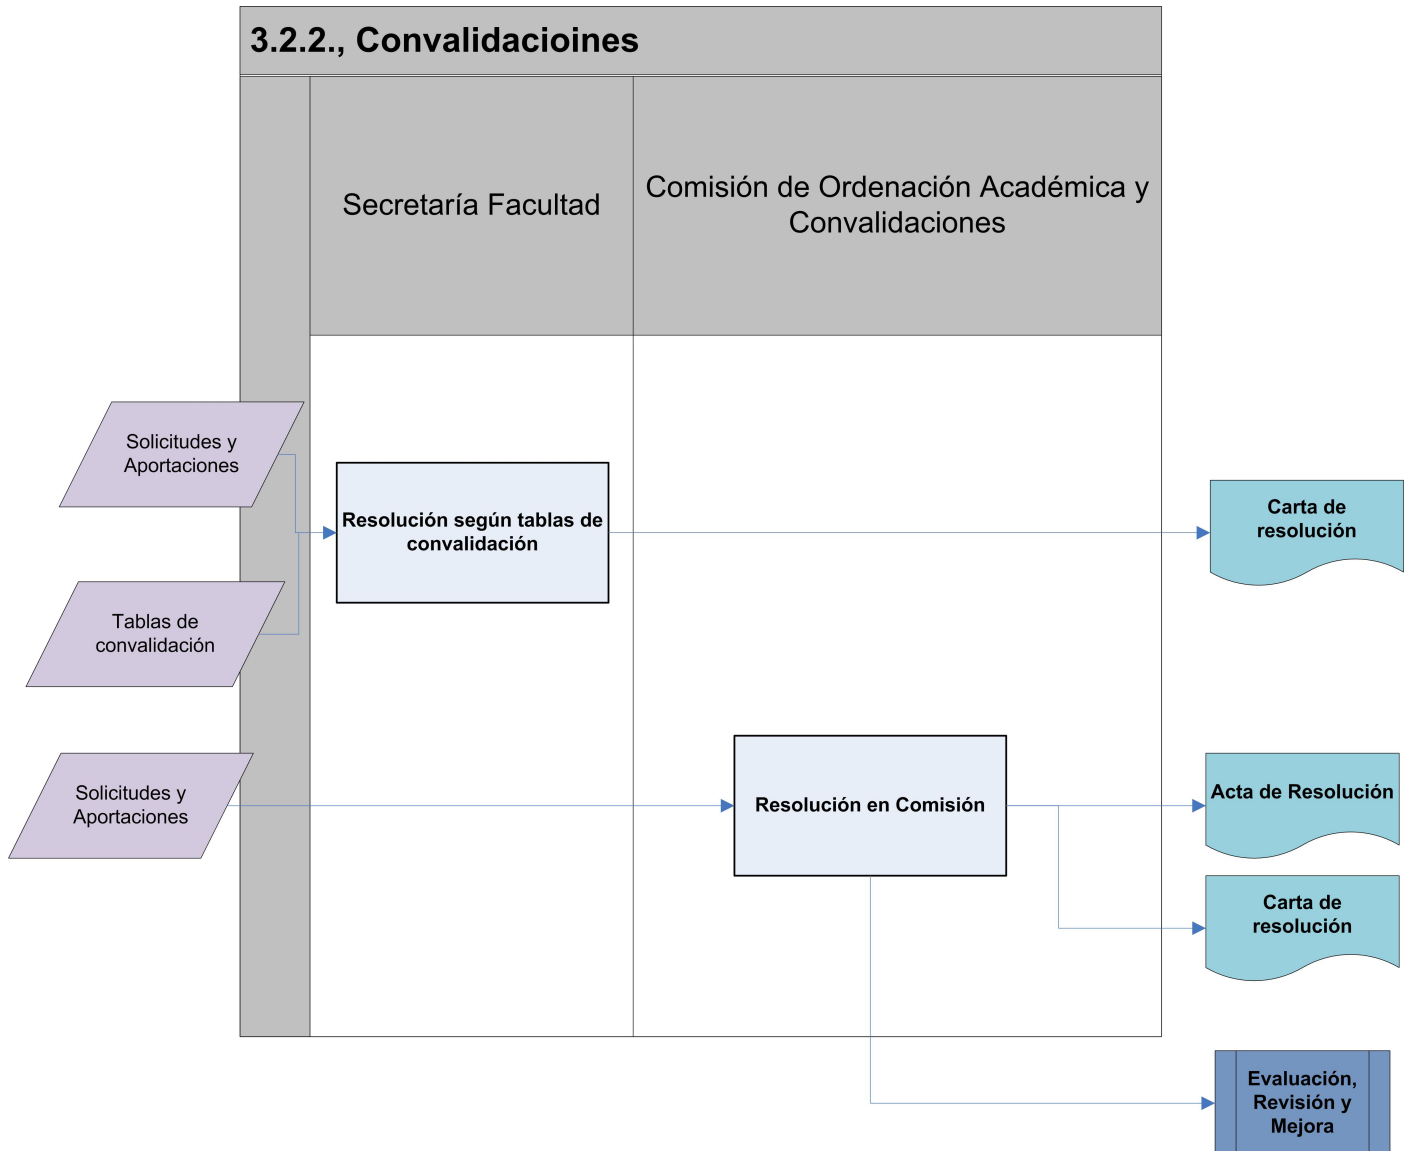 3.2.2., Convalidacioines
Secretaría Facultad
Comisión de Ordenación Académica y
Convalidaciones
Solicitudes y
Aportaciones
Resolución según tablas de
convalidación
Carta de
resolución
Tablas de
convalidación
Solicitudes y
Aportaciones
Resolución en Comisión
Acta de Resolución
Carta de
resolución
Evaluación,
Revisión y
Mejora